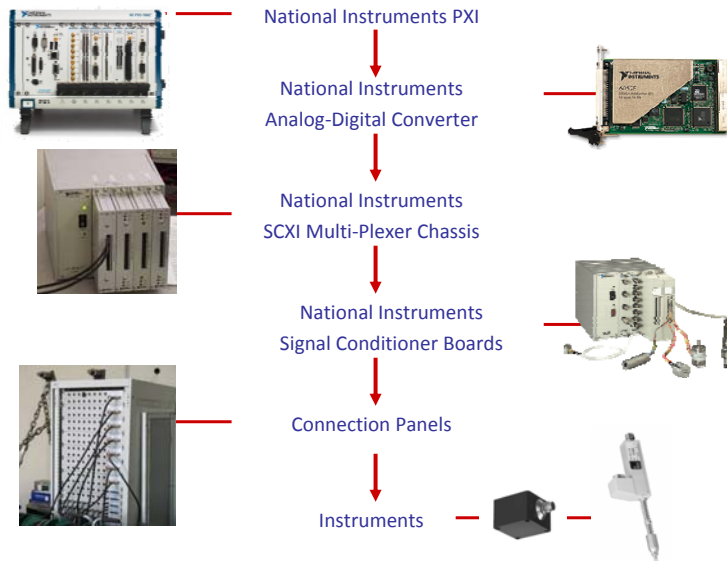 National Instruments PXI
National Instruments
Analog-Digital Converter
National Instruments
SCXI Multi-Plexer Chassis
National Instruments
Signal Conditioner Boards
Connection Panels
Instruments